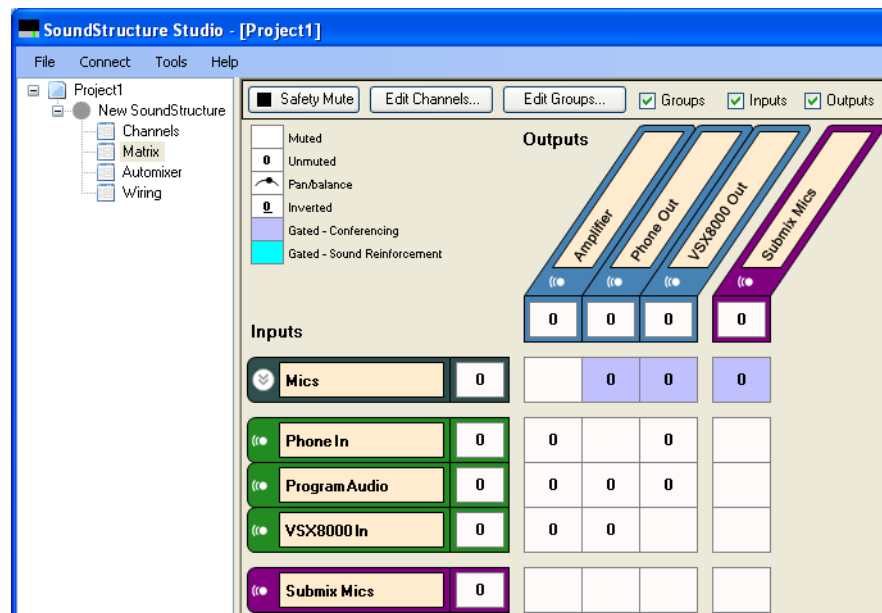 SoundStructure Studio - [Project1]
File Connect Tools Help
Project1
New SoundStructure
Channels
Matrix
Automixer
Wiring
Safety Mute Edit Channels... Edit Groups... Groups Inputs Outputs
Muted
0 Unmuted
Pan/balance
0 Inverted
Gated - Conferencing
Gated - Sound Reinforcement
Outputs
Amplifier
Phone Out
VSX8000 Out
Submix Mics
0 0 0 0
Inputs
Mics 0 0 0 0
Phone In 0 0 0
Program Audio 0 0 0 0
VSX8000 In 0 0 0
Submix Mics 0